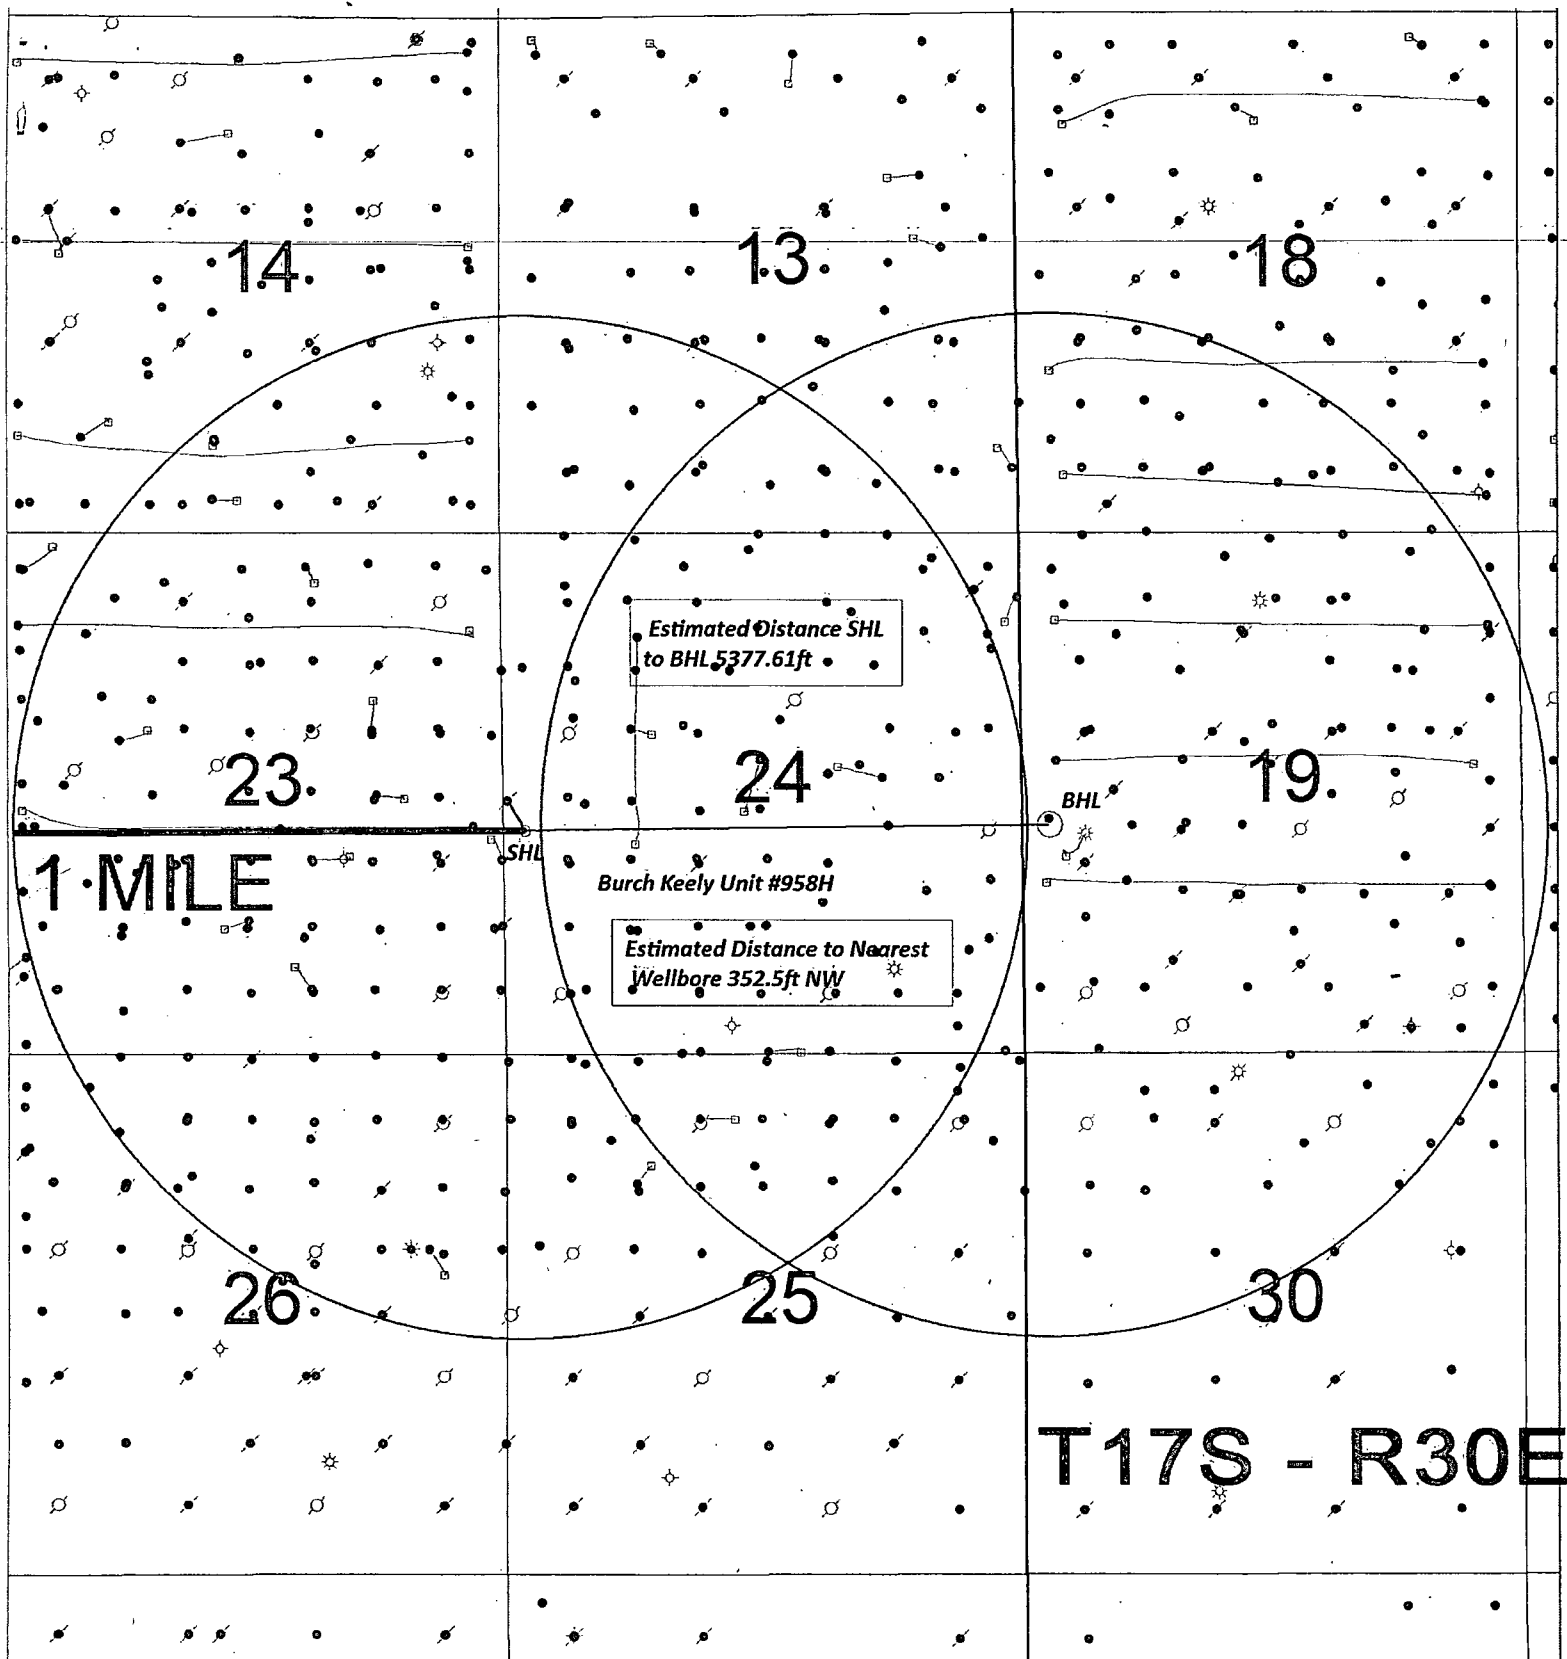 14
13
18
Estimated Distance SHL
to BHL 5377.61ft
23
24
19
BHL
SHL
1 MILE
Burch Keely Unit #958H
Estimated Distance to Nearest
Wellbore 352.5ft NW
26
25
30
T17S - R30E